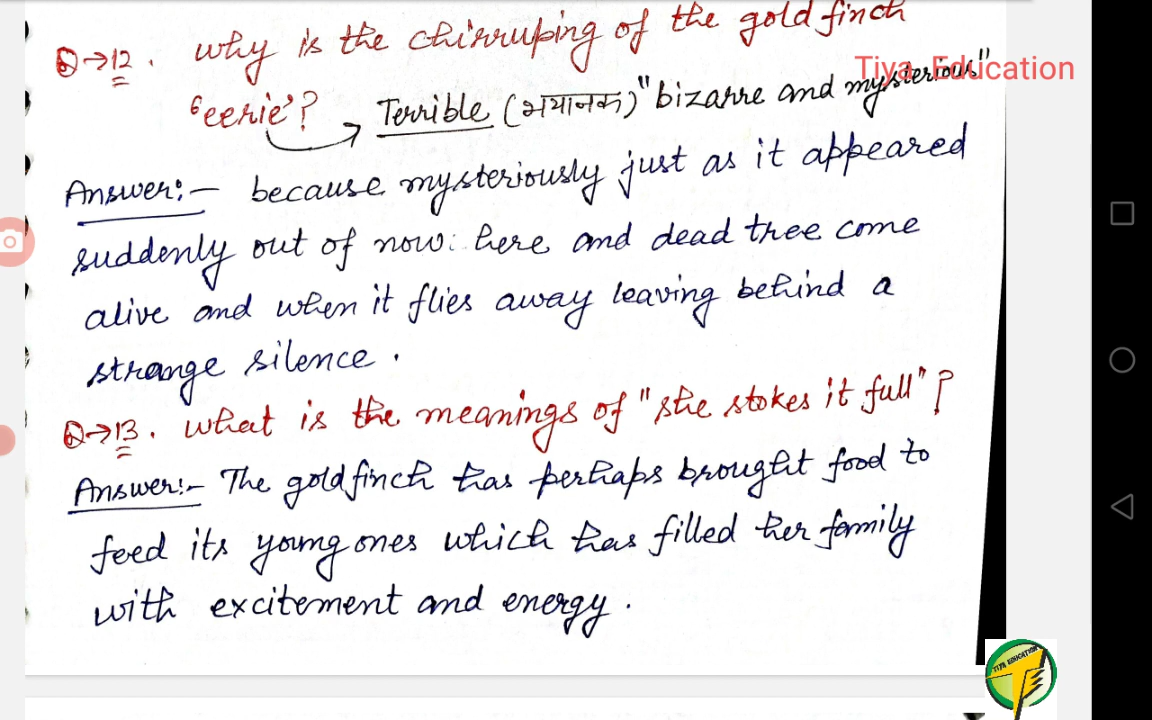 Q→12. why is the chirruping of the goldfinch
Tiya Education
'eerie'? → Terrible (भयानक) "bizarre and mysterious"
Answer:- because mysteriously just as it appeared
suddenly out of now here and dead tree come
alive and when it flies away leaving behind a
strange silence.
Q→13. what is the meanings of "she stokes it full"?
Answer:- The goldfinch has perhaps brought food to
feed its young ones which has filled her family
with excitement and energy.
TIYA EDUCATION